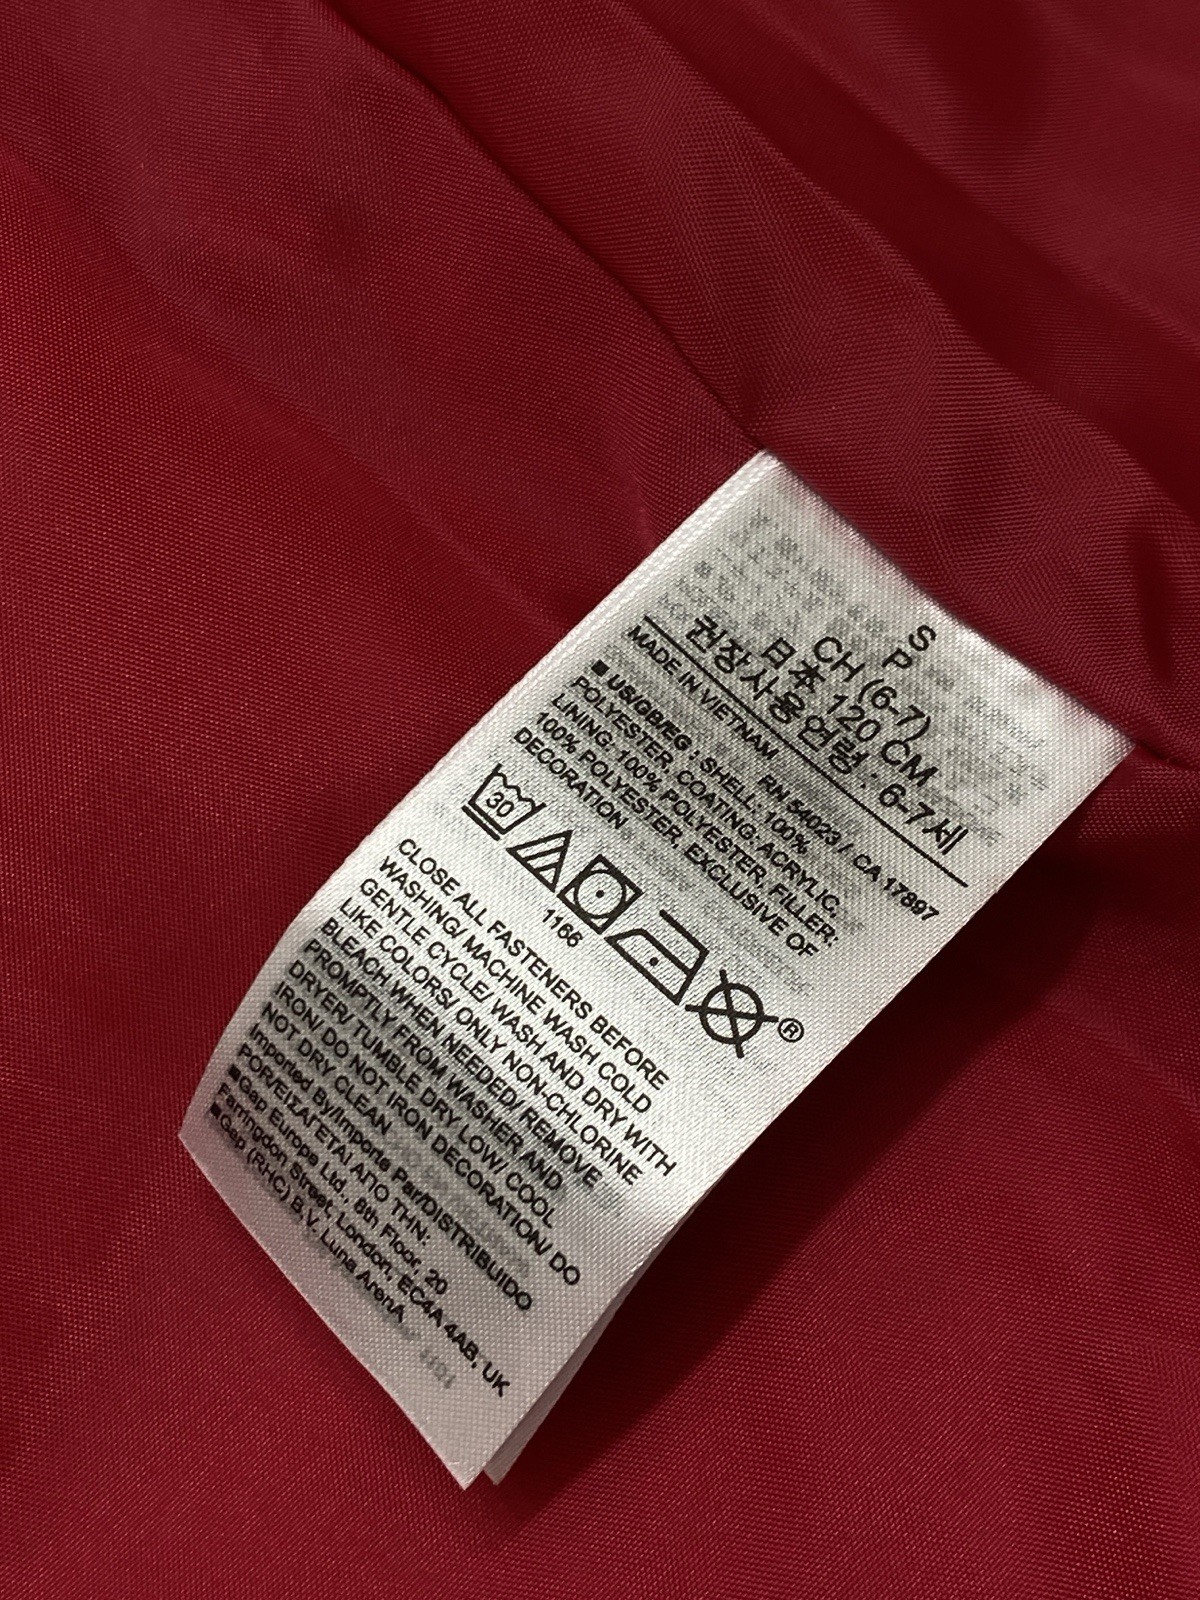 S
P
CH (6-7)
日本 120 CM
권장사용연령 : 6-7세
MADE IN VIETNAM RN 54023 / CA 17897
■ US/GB/EG : SHELL: 100%
POLYESTER, COATING: ACRYLIC,
LINING: 100% POLYESTER, FILLER:
100% POLYESTER, EXCLUSIVE OF
DECORATION
30
®
1166
CLOSE ALL FASTENERS BEFORE
WASHING/ MACHINE WASH COLD
GENTLE CYCLE/ WASH AND DRY WITH
LIKE COLORS/ ONLY NON-CHLORINE
BLEACH WHEN NEEDED/ REMOVE
PROMPTLY FROM WASHER AND
DRYER/ TUMBLE DRY LOW/ COOL
IRON/ DO NOT IRON DECORATION/ DO
NOT DRY CLEAN
Imported By/Importe Par/DISTRIBUIDO
POR/ΕΙΣΑΓΕΤΑΙ ΑΠΟ ΤΗΝ:
■Gap Europe Ltd., 8th Floor, 20
Farringdon Street, London, EC4A 4AB, UK
■Gap (RHC) B.V. Luna ArenA,